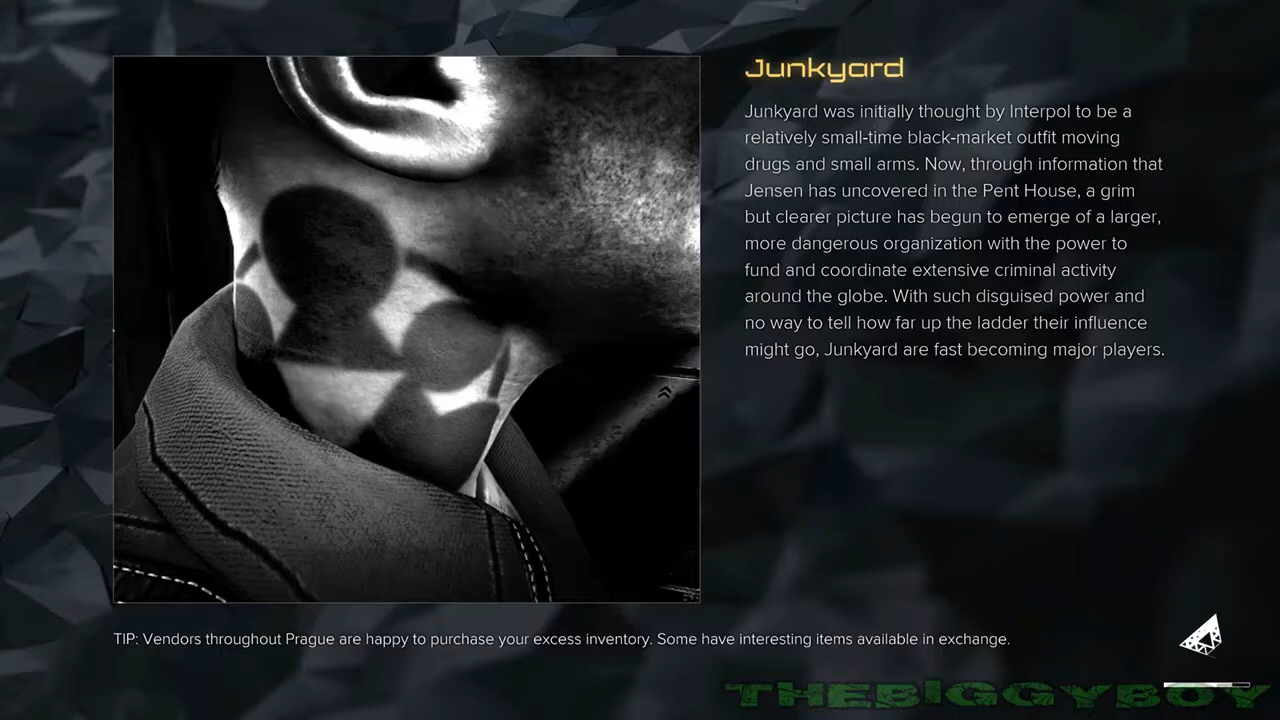 Junkyard
Junkyard was initially thought by Interpol to be a
relatively small-time black-market outfit moving
drugs and small arms. Now, through information that
Jensen has uncovered in the Pent House, a grim
but clearer picture has begun to emerge of a larger,
more dangerous organization with the power to
fund and coordinate extensive criminal activity
around the globe. With such disguised power and
no way to tell how far up the ladder their influence
might go, Junkyard are fast becoming major players.
TIP: Vendors throughout Prague are happy to purchase your excess inventory. Some have interesting items available in exchange.
THEBIGGYBOY